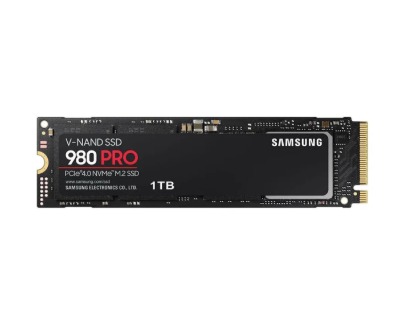 V-NAND SSD
980 PRO
PCIe®4.0 NVMe™ M.2 SSD
SAMSUNG ELECTRONICS CO., LTD.
SAMSUNG
1TB